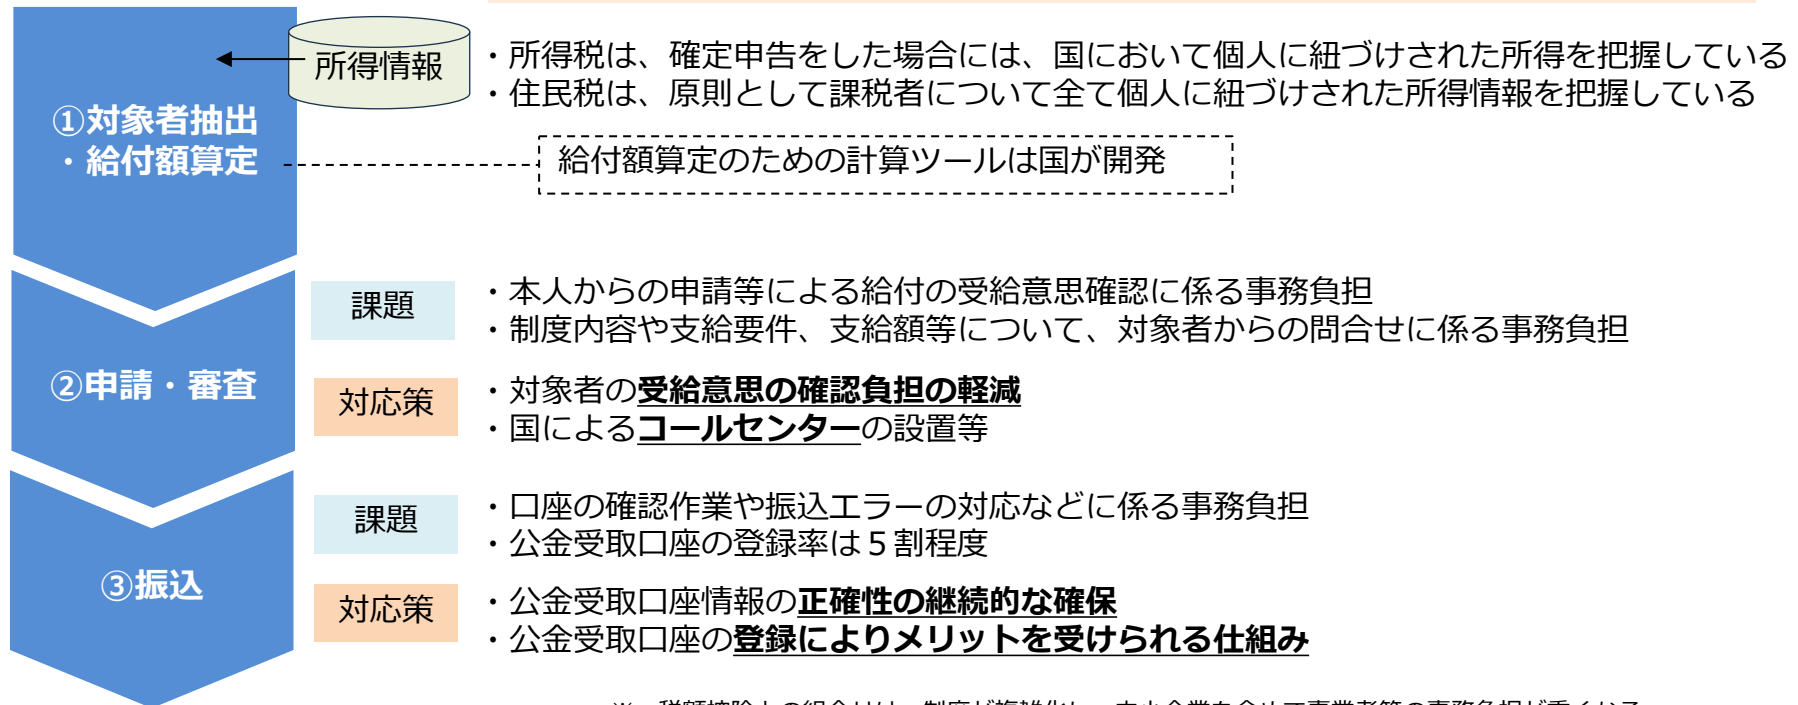 所得情報
・所得税は、確定申告をした場合には、国において個人に紐づけされた所得を把握している
・住民税は、原則として課税者について全て個人に紐づけされた所得情報を把握している
①対象者抽出
・給付額算定
給付額算定のための計算ツールは国が開発
課題
・本人からの申請等による給付の受給意思確認に係る事務負担
・制度内容や支給要件、支給額等について、対象者からの問合せに係る事務負担
②申請・審査
対応策
・対象者の受給意思の確認負担の軽減
・国によるコールセンターの設置等
課題
・口座の確認作業や振込エラーの対応などに係る事務負担
・公金受取口座の登録率は５割程度
③振込
対応策
・公金受取口座情報の正確性の継続的な確保
・公金受取口座の登録によりメリットを受けられる仕組み